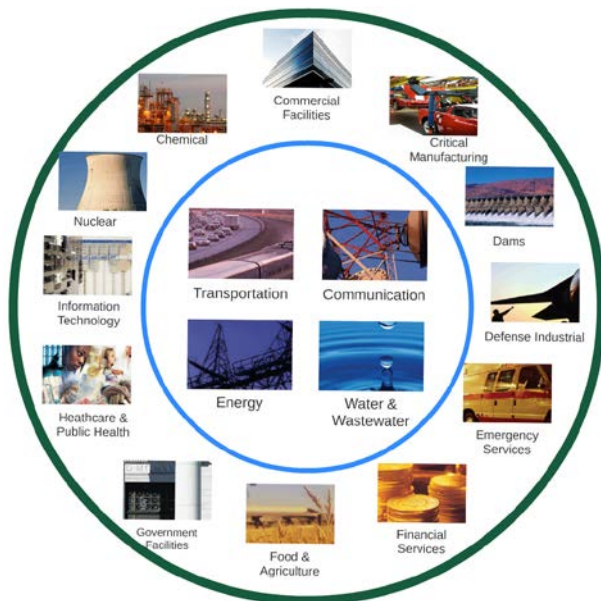 Commercial
Facilities
Chemical
Critical
Manufacturing
Nuclear
Dams
Transportation
Communication
Information
Technology
Defense Industrial
Heathcare &
Public Health
Energy
Water &
Wastewater
Emergency
Services
Government
Facilities
Food &
Agriculture
Financial
Services